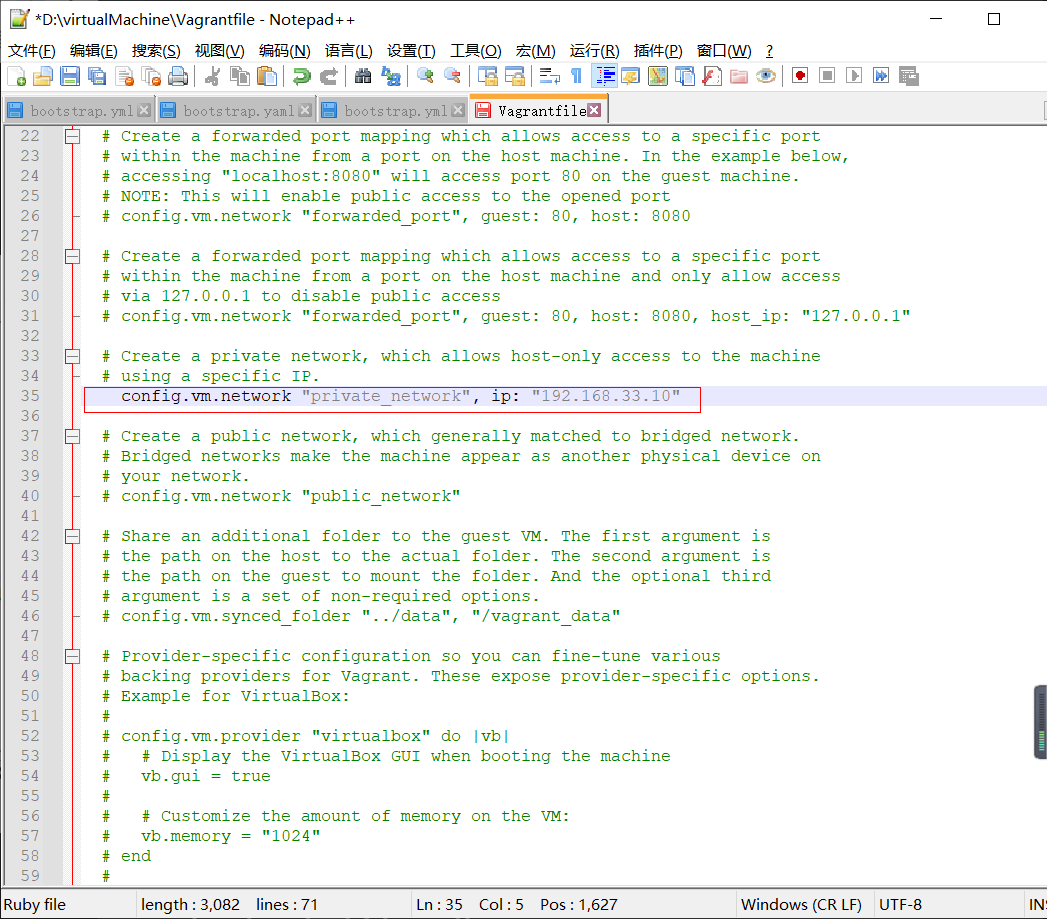 *D:\virtualMachine\Vagrantfile - Notepad++
文件(F) 编辑(E) 搜索(S) 视图(V) 编码(N) 语言(L) 设置(T) 工具(O) 宏(M) 运行(R) 插件(P) 窗口(W) ?
bootstrap.yml bootstrap.yaml bootstrap.yml Vagrantfile
22 # Create a forwarded port mapping which allows access to a specific port
23 # within the machine from a port on the host machine. In the example below,
24 # accessing "localhost:8080" will access port 80 on the guest machine.
25 # NOTE: This will enable public access to the opened port
26 # config.vm.network "forwarded_port", guest: 80, host: 8080
27
28 # Create a forwarded port mapping which allows access to a specific port
29 # within the machine from a port on the host machine and only allow access
30 # via 127.0.0.1 to disable public access
31 # config.vm.network "forwarded_port", guest: 80, host: 8080, host_ip: "127.0.0.1"
32
33 # Create a private network, which allows host-only access to the machine
34 # using a specific IP.
35 config.vm.network "private_network", ip: "192.168.33.10"
36
37 # Create a public network, which generally matched to bridged network.
38 # Bridged networks make the machine appear as another physical device on
39 # your network.
40 # config.vm.network "public_network"
41
42 # Share an additional folder to the guest VM. The first argument is
43 # the path on the host to the actual folder. The second argument is
44 # the path on the guest to mount the folder. And the optional third
45 # argument is a set of non-required options.
46 # config.vm.synced_folder "../data", "/vagrant_data"
47
48 # Provider-specific configuration so you can fine-tune various
49 # backing providers for Vagrant. These expose provider-specific options.
50 # Example for VirtualBox:
51 #
52 # config.vm.provider "virtualbox" do |vb|
53 #   # Display the VirtualBox GUI when booting the machine
54 #   vb.gui = true
55 #
56 #   # Customize the amount of memory on the VM:
57 #   vb.memory = "1024"
58 # end
59 #
Ruby file length : 3,082 lines : 71 Ln : 35 Col : 5 Pos : 1,627 Windows (CR LF) UTF-8 IN